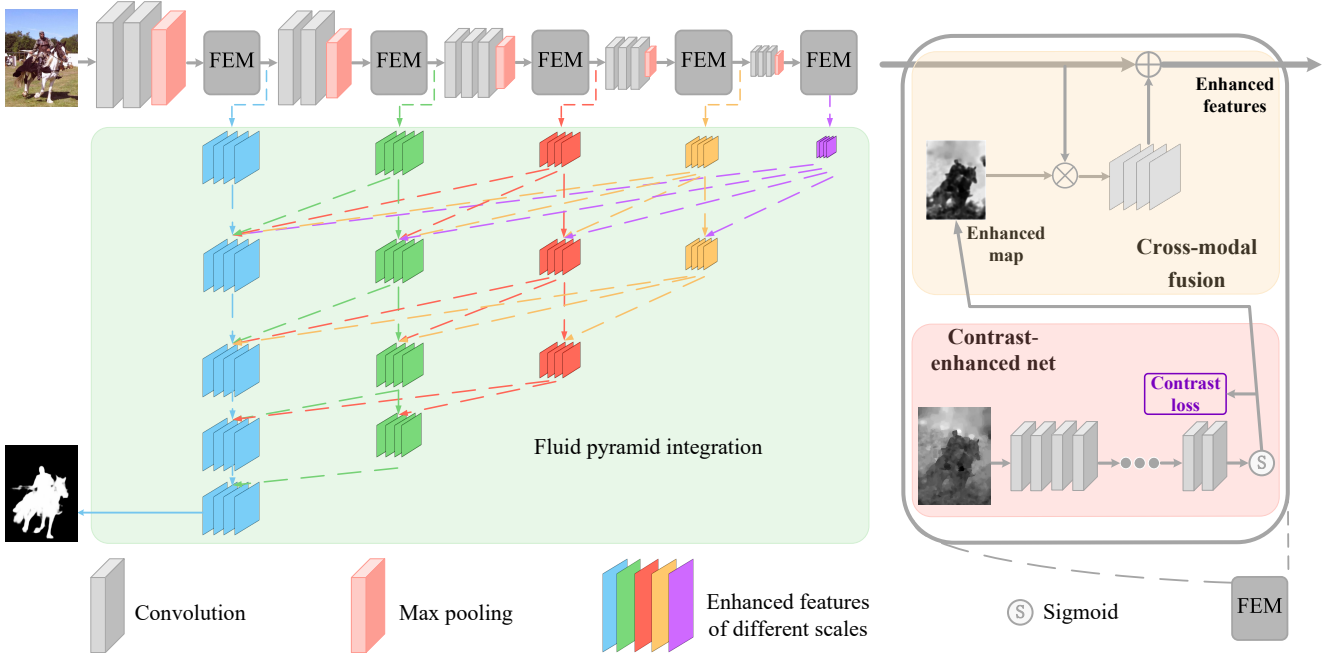 FEM
FEM
FEM
FEM
FEM
Fluid pyramid integration
Convolution
Max pooling
Enhanced features
of different scales
Enhanced
features
Enhanced
map
Cross-modal
fusion
Contrast-
enhanced net
Contrast
loss
S
S
Sigmoid
FEM